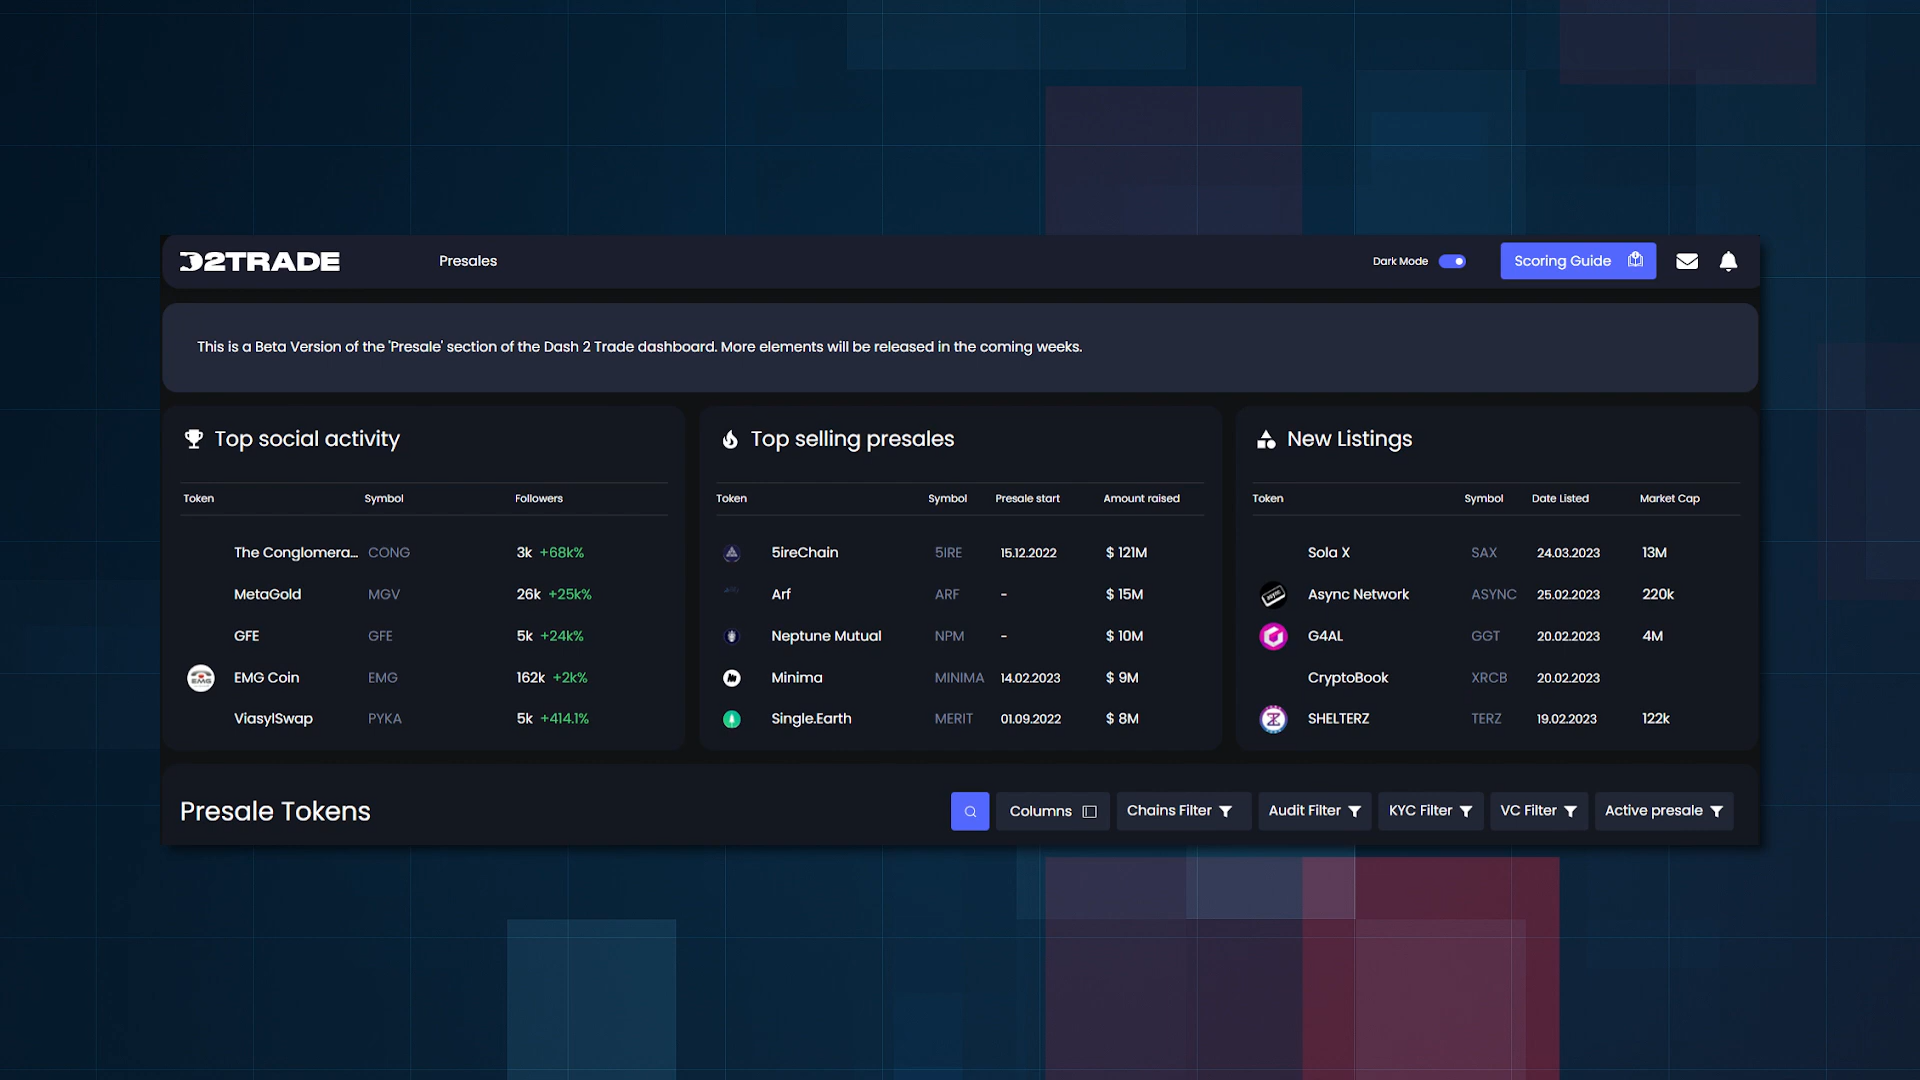 D2TRADE
Presales
Dark Mode
Scoring Guide
This is a Beta Version of the 'Presale' section of the Dash 2 Trade dashboard. More elements will be released in the coming weeks.
Top social activity
Token Symbol Followers
The Conglomera... CONG 3k +68k%
MetaGold MGV 26k +25k%
GFE GFE 5k +24k%
EMG EMG Coin EMG 162k +2k%
ViasylSwap PYKA 5k +414.1%
Top selling presales
Token Symbol Presale start Amount raised
5ireChain 5IRE 15.12.2022 $ 121M
Arf ARF - $ 15M
Neptune Mutual NPM - $ 10M
Minima MINIMA 14.02.2023 $ 9M
Single.Earth MERIT 01.09.2022 $ 8M
New Listings
Token Symbol Date Listed Market Cap
Sola X SAX 24.03.2023 13M
async Async Network ASYNC 25.02.2023 220k
G4AL GGT 20.02.2023 4M
CryptoBook XRCB 20.02.2023
SHELTERZ TERZ 19.02.2023 122k
Presale Tokens
Columns
Chains Filter
Audit Filter
KYC Filter
VC Filter
Active presale